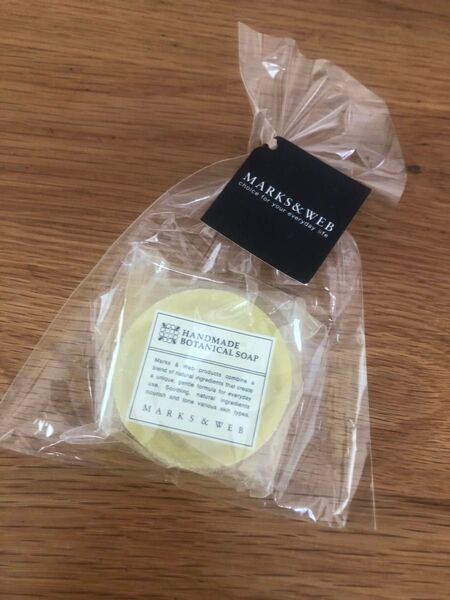 MARKS&WEB
choice for your everyday life
HANDMADE
BOTANICAL SOAP
Marks & Web products combine a
blend of natural ingredients that create
a unique, gentle formula for everyday
use. Soothing, natural ingredients
nourish and tone various skin types.
MARKS & WEB